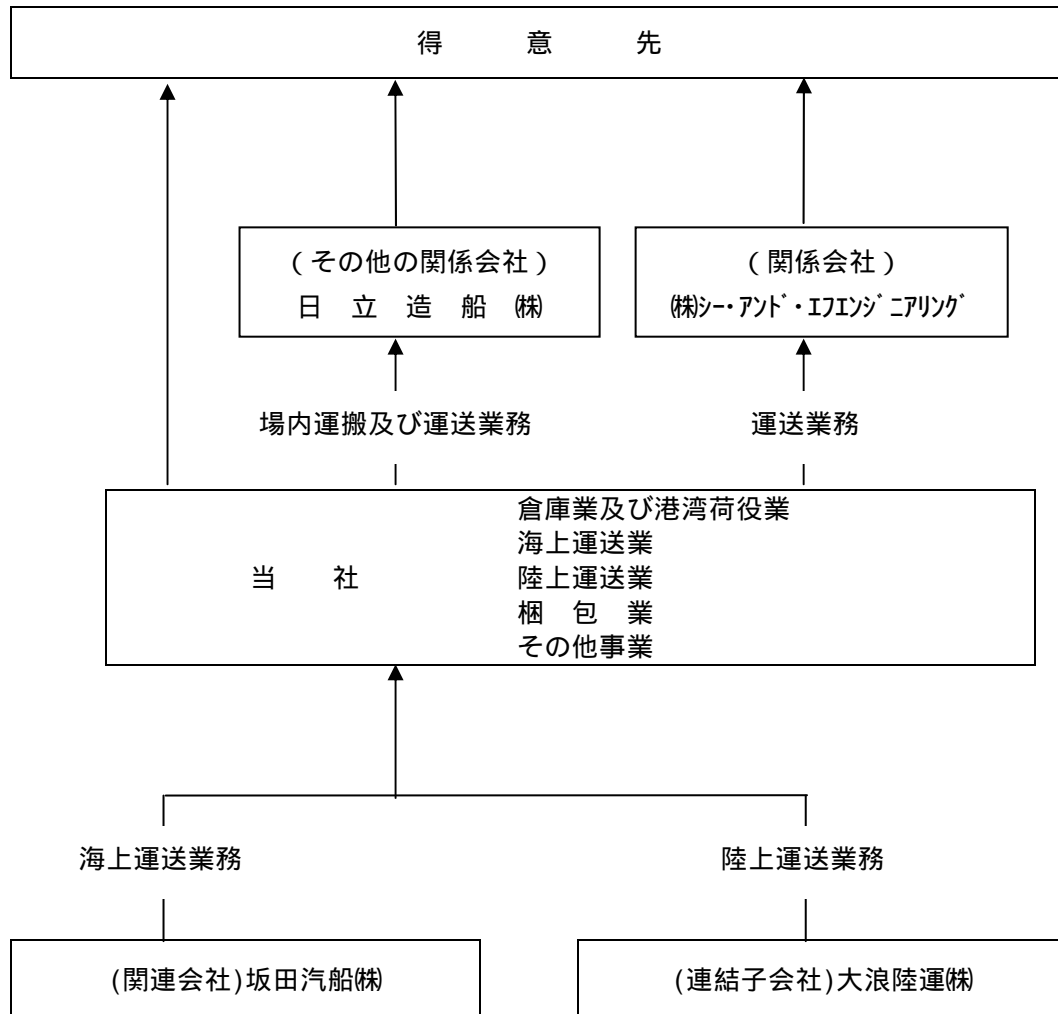 得　意　先
(その他の関係会社)
日 立 造 船 ㈱
(関係会社)
㈱ｼｰ・ｱﾝﾄﾞ・ｴﾌｴﾝｼﾞﾆｱﾘﾝｸﾞ
場内運搬及び運送業務
運送業務
当　社
倉庫業及び港湾荷役業
海上運送業
陸上運送業
梱 包 業
その他事業
海上運送業務
陸上運送業務
(関連会社)坂田汽船㈱
(連結子会社)大浪陸運㈱